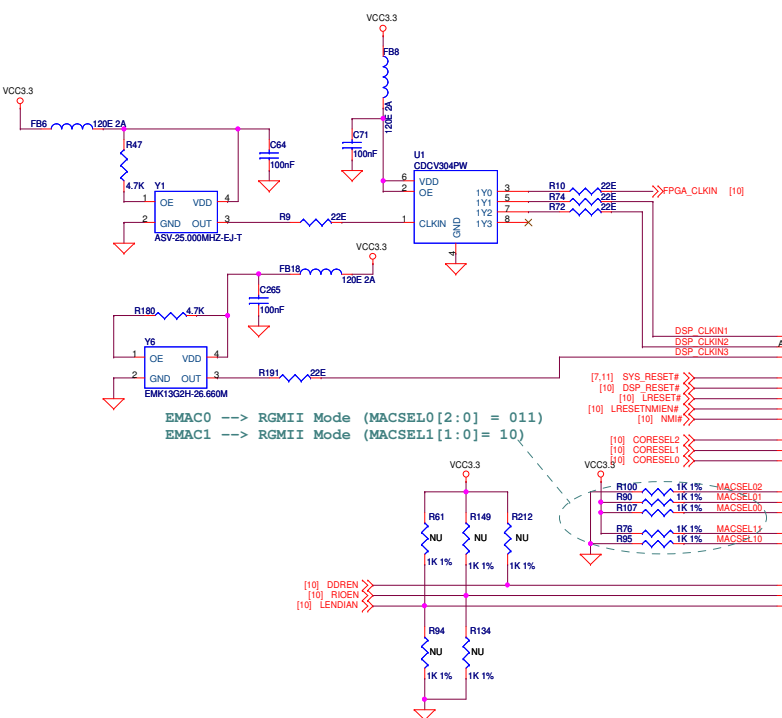 VCC3.3
FB8
120E 2A
VCC3.3
FB6 120E 2A
R47
4.7K
C64
100nF
C71
100nF
U1
CDCV304PW
6 VDD
2 OE
1 CLKIN
GND
4
1Y0 3
1Y1 5
1Y2 7
1Y3 8
R10 22E
R74 22E
R72 22E
FPGA_CLKIN [10]
Y1
1 OE VDD 4
2 GND OUT 3
ASV-25.000MHZ-EJ-T
R9 22E
VCC3.3
FB18
120E 2A
C265
100nF
R180 4.7K
Y6
1 OE VDD 4
2 GND OUT 3
EMK13G2H-26.660M
R191 22E
DSP_CLKIN1
DSP_CLKIN2
DSP_CLKIN3
[7,11] SYS_RESET#
[10] DSP_RESET#
[10] LRESET#
[10] LRESETNMIEN#
[10] NMI#
[10] CORESEL2
[10] CORESEL1
[10] CORESEL0
EMAC0 --> RGMII Mode (MACSEL0[2:0] = 011)
EMAC1 --> RGMII Mode (MACSEL1[1:0]= 10)
VCC3.3
R100 1K 1% MACSEL02
R90 1K 1% MACSEL01
R107 1K 1% MACSEL00
R76 1K 1% MACSEL11
R95 1K 1% MACSEL10
VCC3.3
R61
NU
1K 1%
R149
NU
1K 1%
R212
NU
1K 1%
[10] DDREN
[10] RIOEN
[10] LENDIAN
R94
NU
1K 1%
R134
NU
1K 1%